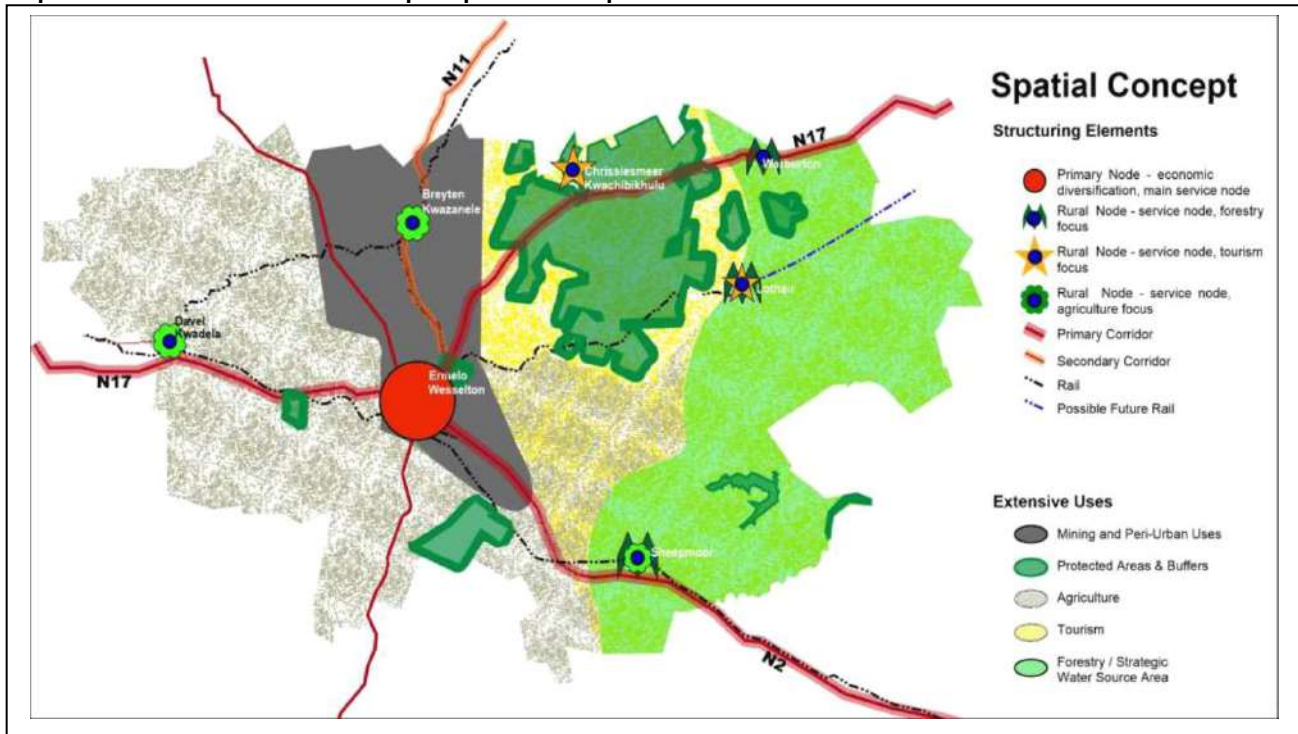 N11
N17
Breyten
Kwazanele
Chrissiesmeer
Kwachibikhulu
Warberton
Lothair
Davel
Kwadela
N17
Ermelo
Wesselton
Sheepmoor
N2
Spatial Concept
Structuring Elements
Primary Node - economic
diversification, main service node
Rural Node - service node, forestry
focus
Rural Node - service node, tourism
focus
Rural Node - service node,
agriculture focus
Primary Corridor
Secondary Corridor
Rail
Possible Future Rail
Extensive Uses
Mining and Peri-Urban Uses
Protected Areas & Buffers
Agriculture
Tourism
Forestry / Strategic
Water Source Area